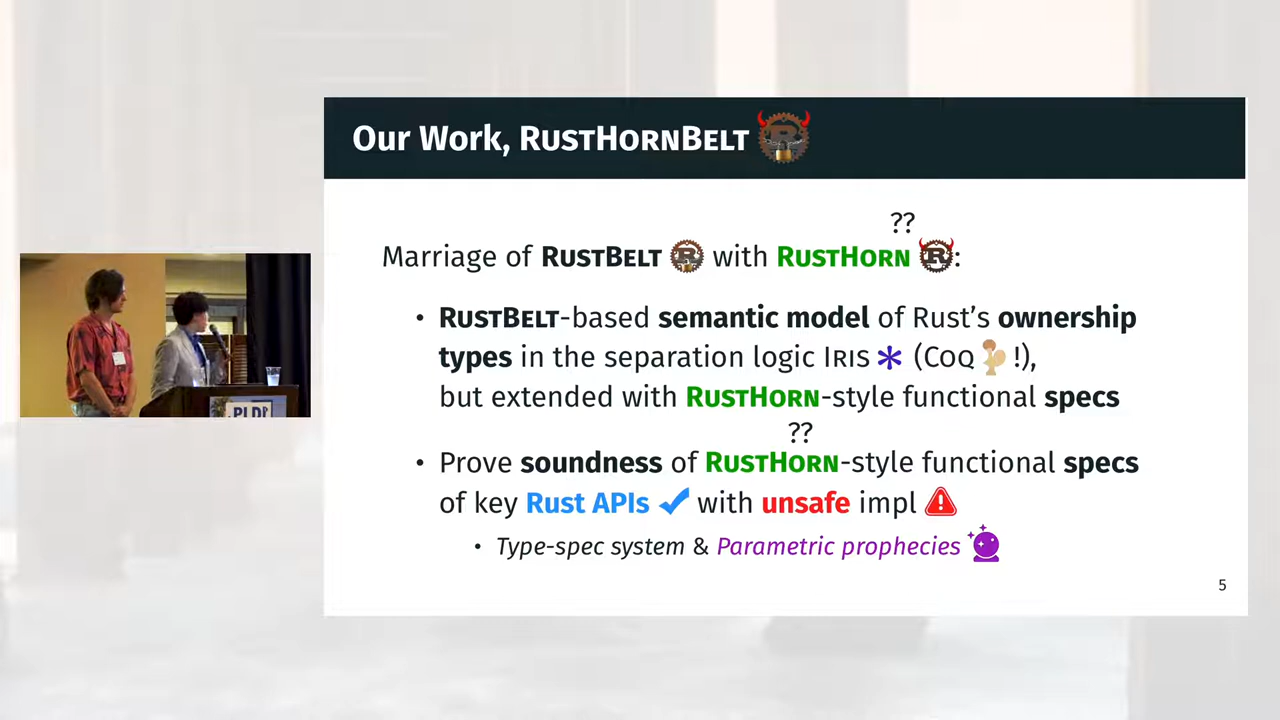 Our Work, RUSTHORNBELT
??
Marriage of RUSTBELT with RUSTHORN :
• RUSTBELT-based semantic model of Rust's ownership
types in the separation logic IRIS * (COQ !),
but extended with RUSTHORN-style functional specs
??
• Prove soundness of RUSTHORN-style functional specs
of key Rust APIs ✔ with unsafe impl ⚠
• Type-spec system & Parametric prophecies
5
PLDI